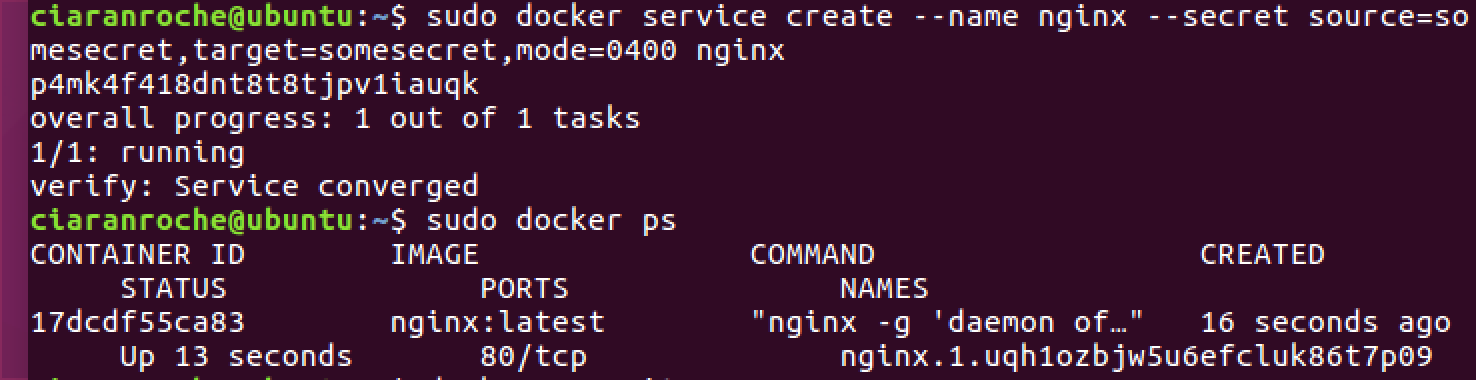 ciaranroche@ubuntu:~$ sudo docker service create --name nginx --secret source=so
mesecret,target=somesecret,mode=0400 nginx
p4mk4f418dnt8t8tjpv1iauqk
overall progress: 1 out of 1 tasks
1/1: running
verify: Service converged
ciaranroche@ubuntu:~$ sudo docker ps
CONTAINER ID        IMAGE               COMMAND                  CREATED
     STATUS              PORTS               NAMES
17dcdf55ca83        nginx:latest        "nginx -g 'daemon of…"   16 seconds ago
     Up 13 seconds       80/tcp              nginx.1.uqh1ozbjw5u6efcluk86t7p09